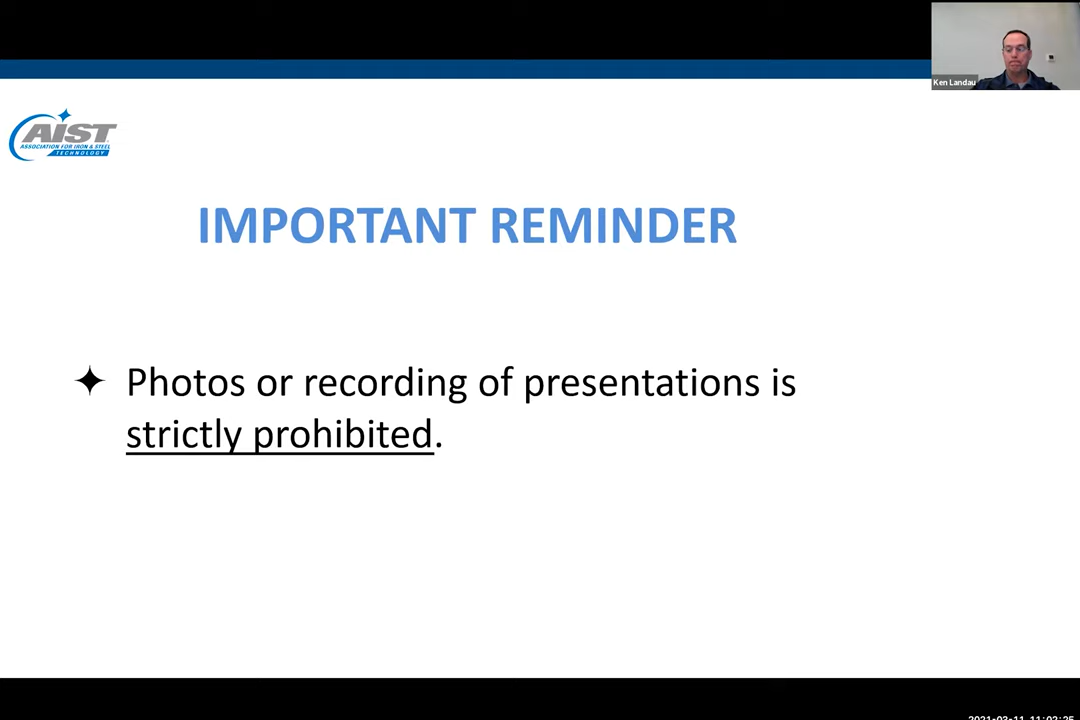 Ken Landau
AIST
ASSOCIATION FOR IRON & STEEL
TECHNOLOGY
IMPORTANT REMINDER
✦ Photos or recording of presentations is
strictly prohibited.
2021-03-11 11:02:25